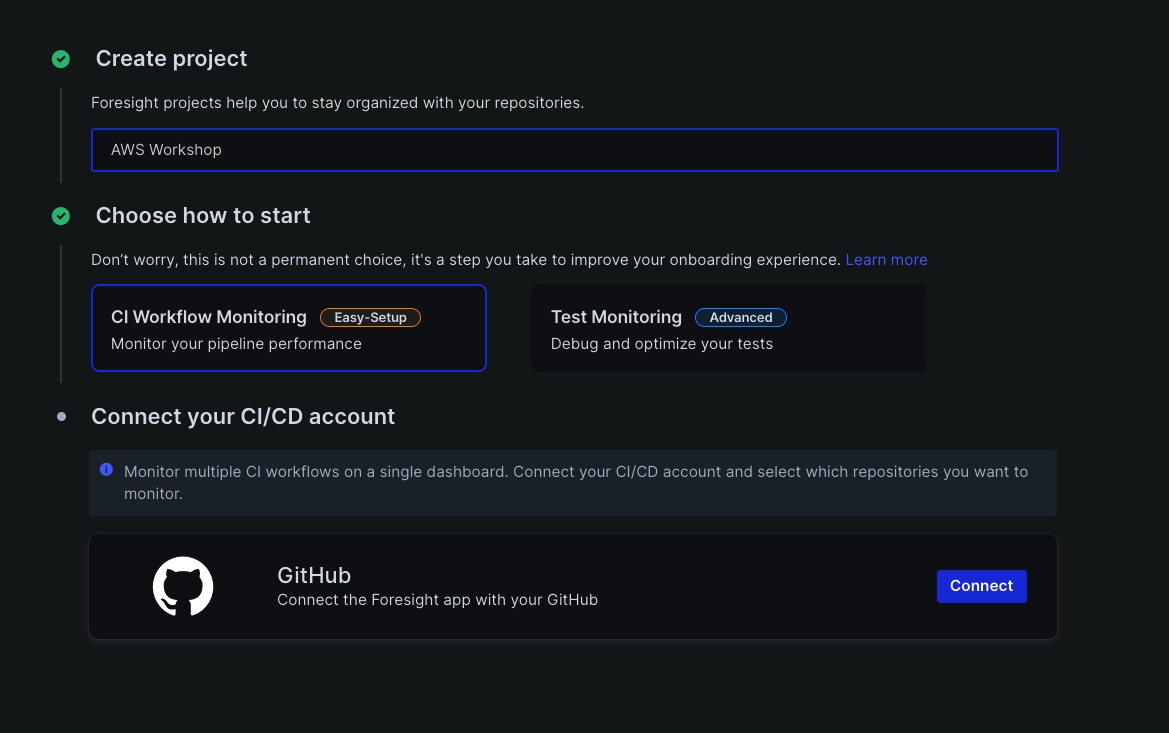 Create project
Foresight projects help you to stay organized with your repositories.
AWS Workshop
Choose how to start
Don’t worry, this is not a permanent choice, it's a step you take to improve your onboarding experience. Learn more
CI Workflow Monitoring Easy-Setup
Monitor your pipeline performance
Test Monitoring Advanced
Debug and optimize your tests
Connect your CI/CD account
Monitor multiple CI workflows on a single dashboard. Connect your CI/CD account and select which repositories you want to
monitor.
GitHub
Connect the Foresight app with your GitHub
Connect